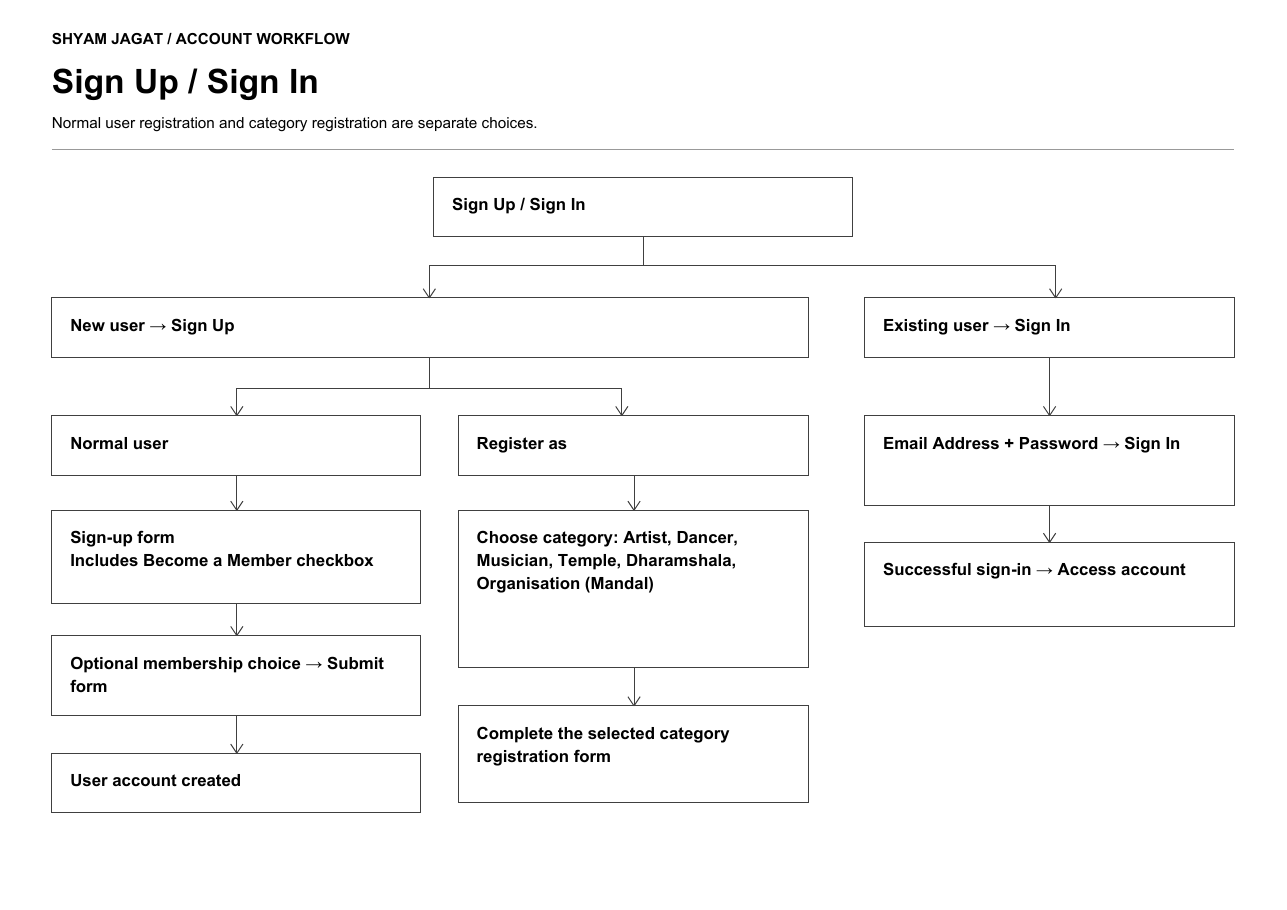 SHYAM JAGAT / ACCOUNT WORKFLOW
Sign Up / Sign In
Normal user registration and category registration are separate choices.
Sign Up / Sign In
New user → Sign Up
Existing user → Sign In
Normal user
Register as
Email Address + Password → Sign In
Sign-up form
Includes Become a Member checkbox
Choose category: Artist, Dancer,
Musician, Temple, Dharamshala,
Organisation (Mandal)
Successful sign-in → Access account
Optional membership choice → Submit
form
Complete the selected category
registration form
User account created